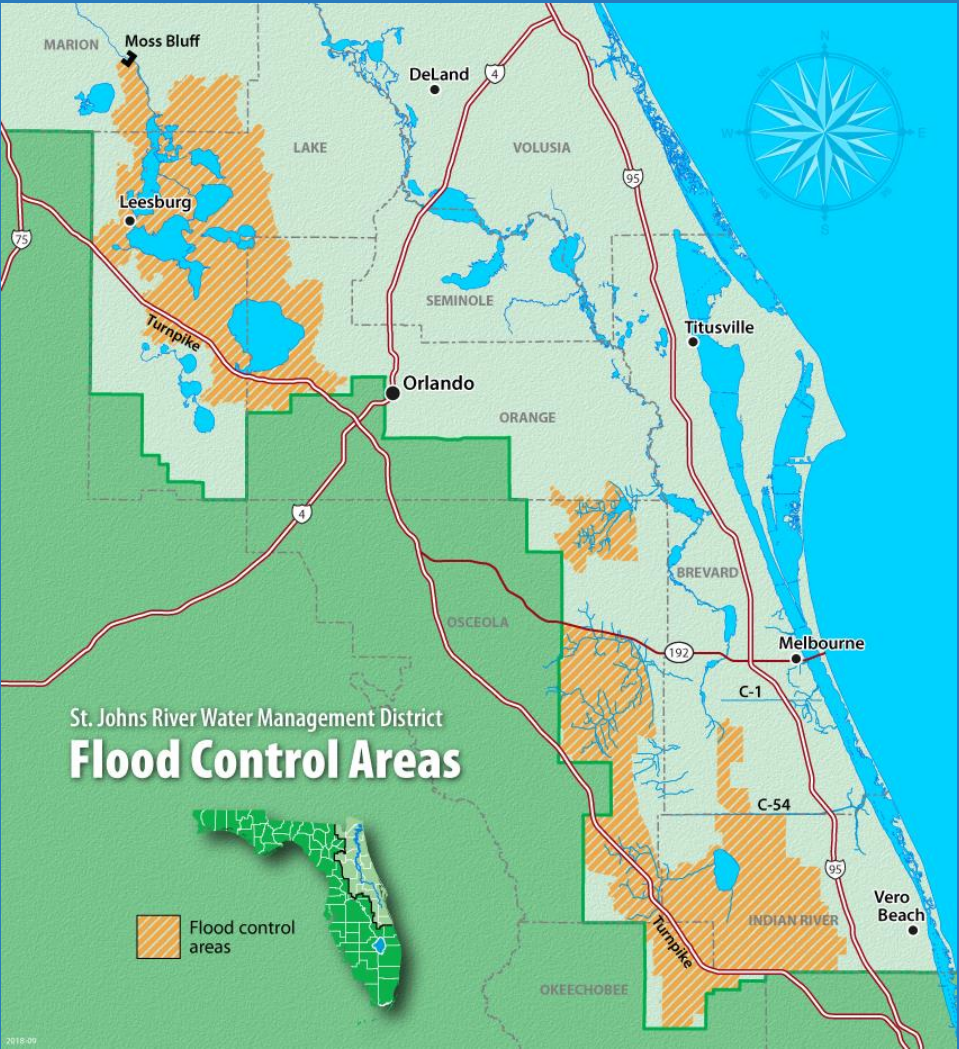 MARION
Moss Bluff
N
DeLand
4
W
E
LAKE
VOLUSIA
95
Leesburg
S
75
SEMINOLE
Turnpike
Titusville
Orlando
ORANGE
4
BREVARD
OSCEOLA
192
Melbourne
C-1
St. Johns River Water Management District
Flood Control Areas
C-54
95
Vero
Beach
Flood control
areas
INDIAN RIVER
Turnpike
OKEECHOBEE
2018-09